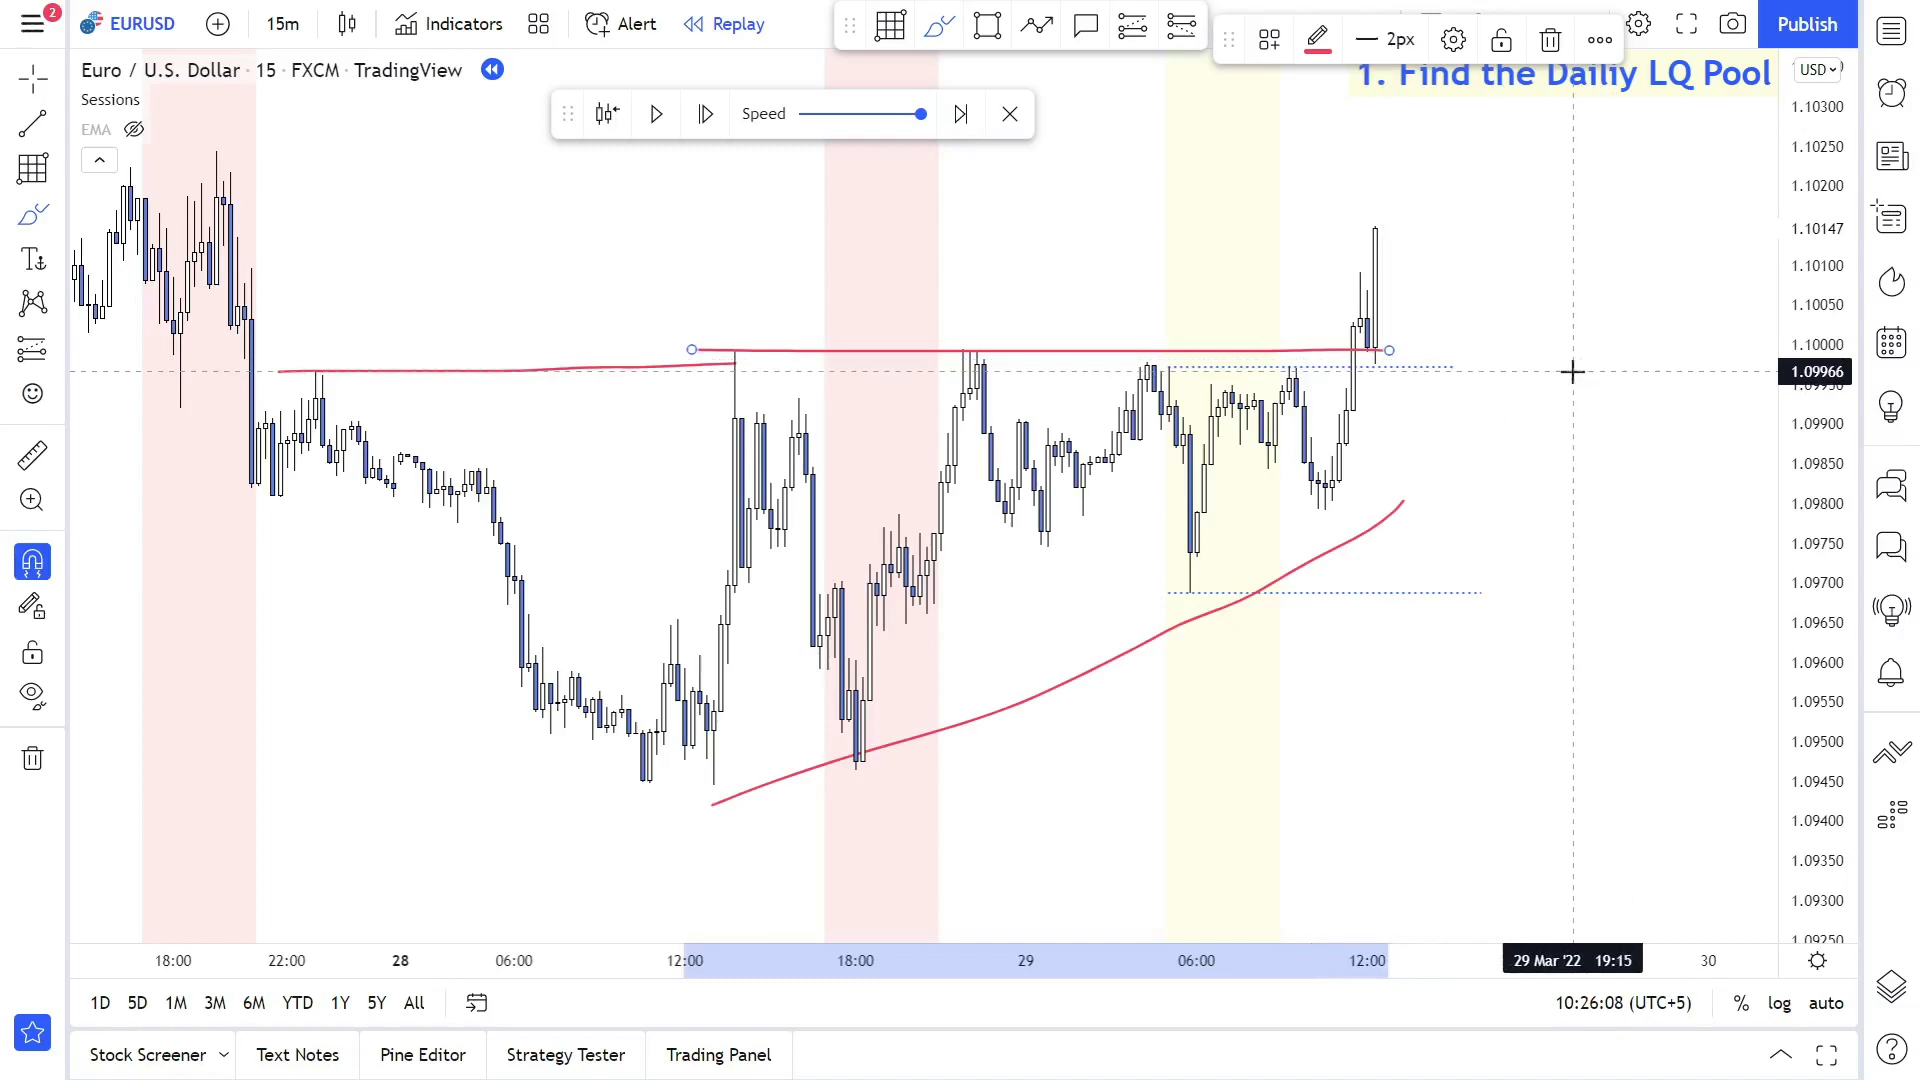 2
EURUSD
15m
Indicators
Alert
Replay
2px
Publish
Euro / U.S. Dollar · 15 · FXCM · TradingView
1. Find the Dailiy LQ Pool
USD
Sessions
EMA
Speed
1.10300
1.10250
1.10200
1.10147
1.10100
1.10050
1.10000
1.09966
1.09950
1.09900
1.09850
1.09800
1.09750
1.09700
1.09650
1.09600
1.09550
1.09500
1.09450
1.09400
1.09350
1.09300
1.09250
18:00
22:00
28
06:00
12:00
18:00
29
06:00
12:00
29 Mar '22 19:15
30
1D
5D
1M
3M
6M
YTD
1Y
5Y
All
10:26:08 (UTC+5)
%
log
auto
Stock Screener
Text Notes
Pine Editor
Strategy Tester
Trading Panel